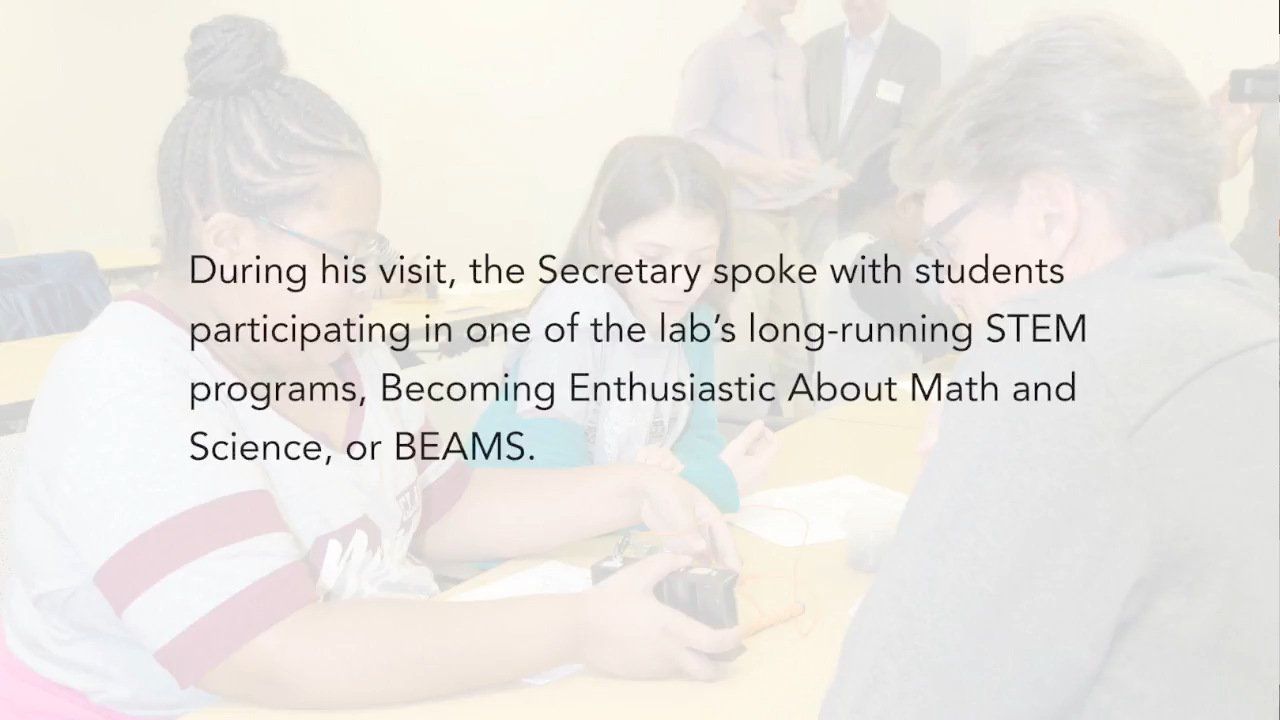 During his visit, the Secretary spoke with students
participating in one of the lab’s long-running STEM
programs, Becoming Enthusiastic About Math and
Science, or BEAMS.